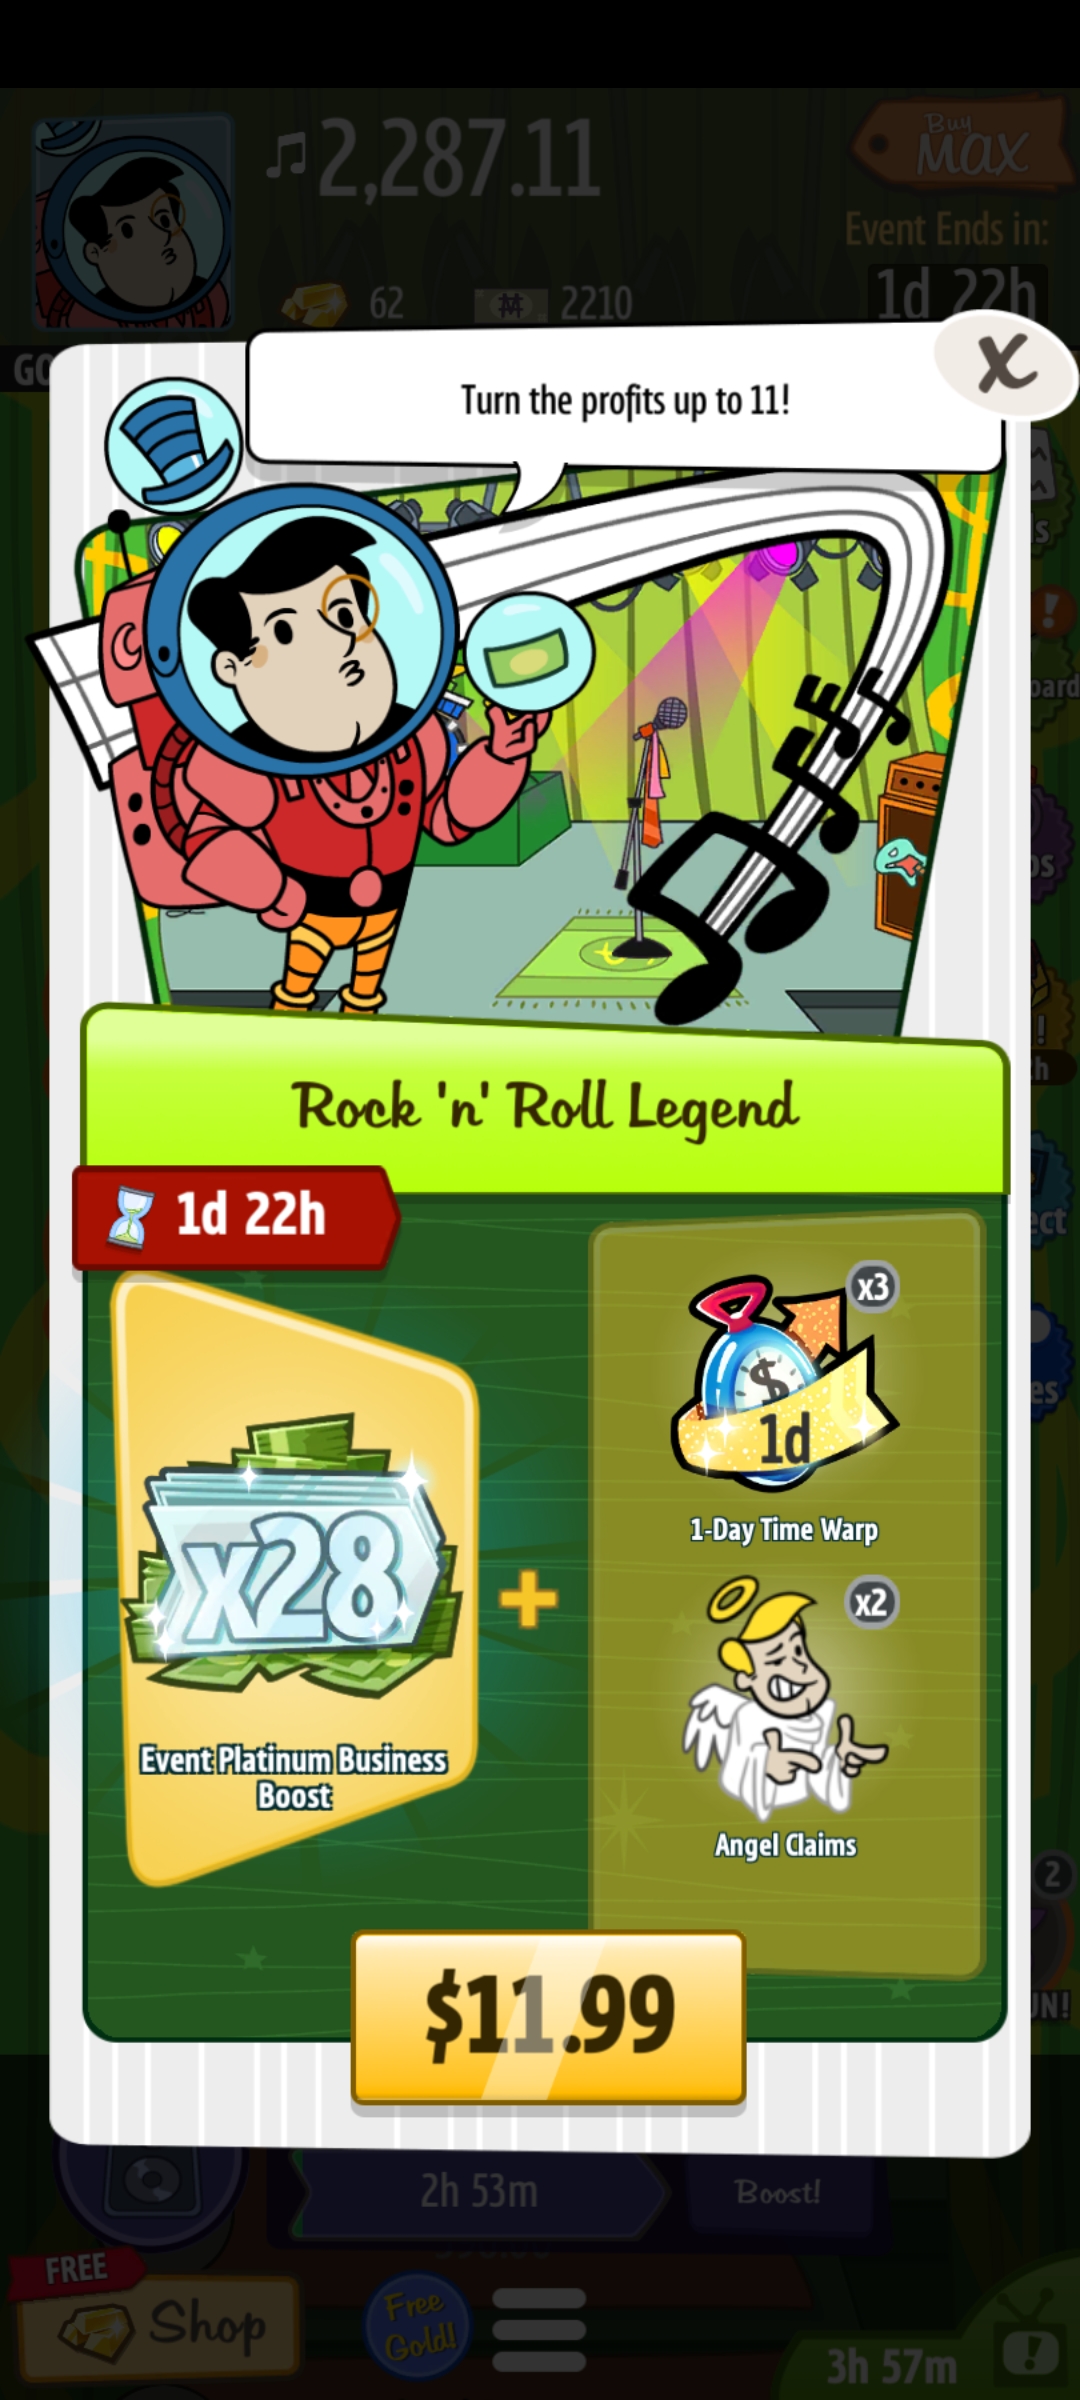 2,287.11
Buy
MAX
Event Ends in:
62
2210
1d 22h
GO
Turn the profits up to 11!
X
Rock 'n' Roll Legend
1d 22h
x28
Event Platinum Business
Boost
+
x3
$
1d
1-Day Time Warp
x2
Angel Claims
$11.99
2
2h 53m
Boost!
FREE
Shop
Free
Gold!
3h 57m
!